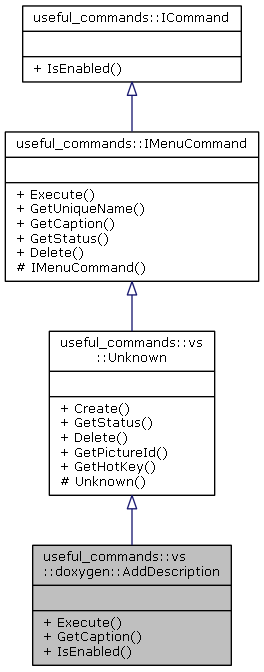 useful_commands::ICommand
+ IsEnabled()
useful_commands::IMenuCommand
+ Execute()
+ GetUniqueName()
+ GetCaption()
+ GetStatus()
+ Delete()
# IMenuCommand()
useful_commands::vs
::Unknown
+ Create()
+ GetStatus()
+ Delete()
+ GetPictureId()
+ GetHotKey()
# Unknown()
useful_commands::vs
::doxygen::AddDescription
+ Execute()
+ GetCaption()
+ IsEnabled()